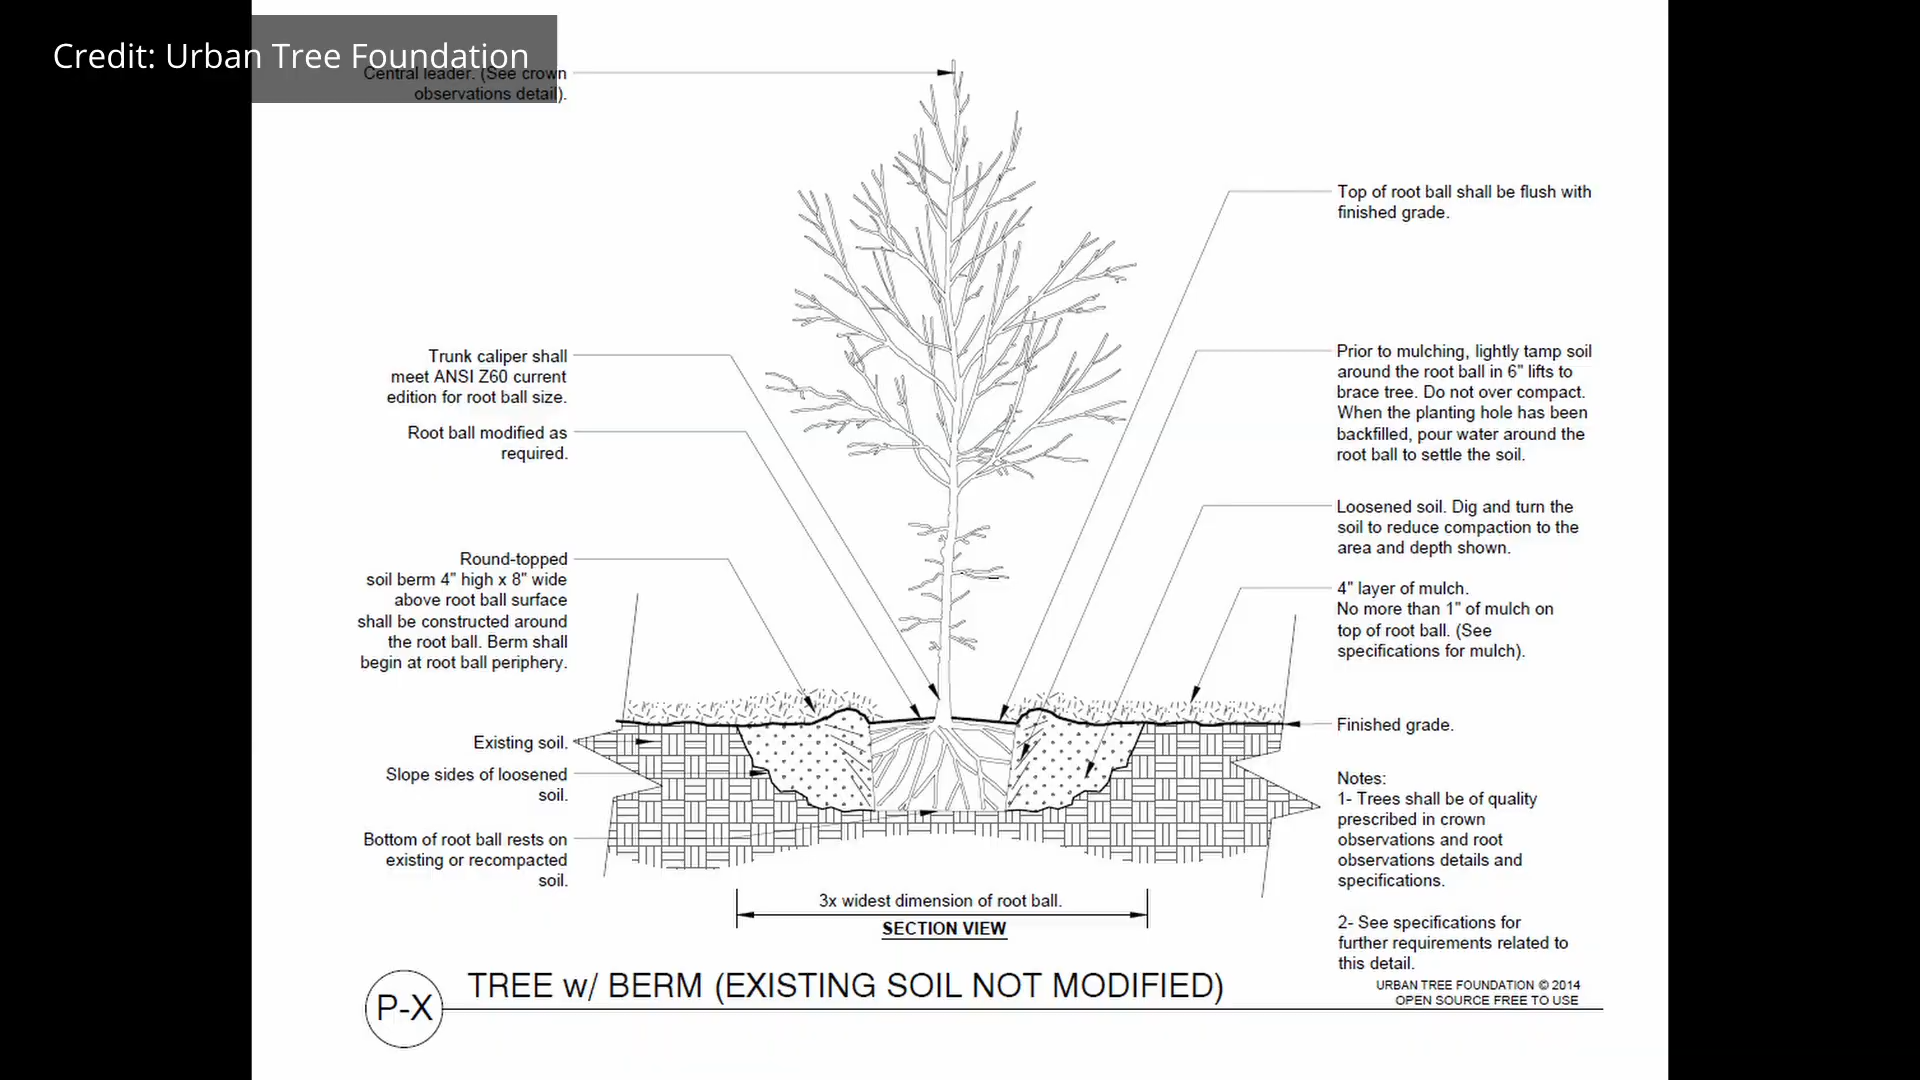 Credit: Urban Tree Foundation
Central leader. (See crown
observations detail).
Top of root ball shall be flush with
finished grade.
Trunk caliper shall
meet ANSI Z60 current
edition for root ball size.
Root ball modified as
required.
Prior to mulching, lightly tamp soil
around the root ball in 6" lifts to
brace tree. Do not over compact.
When the planting hole has been
backfilled, pour water around the
root ball to settle the soil.
Loosened soil. Dig and turn the
soil to reduce compaction to the
area and depth shown.
Round-topped
soil berm 4" high x 8" wide
above root ball surface
shall be constructed around
the root ball. Berm shall
begin at root ball periphery.
4" layer of mulch.
No more than 1" of mulch on
top of root ball. (See
specifications for mulch).
Finished grade.
Existing soil.
Slope sides of loosened
soil.
Bottom of root ball rests on
existing or recompacted
soil.
Notes:
1- Trees shall be of quality
prescribed in crown
observations and root
observations details and
specifications.
2- See specifications for
further requirements related to
this detail.
3x widest dimension of root ball.
SECTION VIEW
P-X
TREE w/ BERM (EXISTING SOIL NOT MODIFIED)
URBAN TREE FOUNDATION © 2014
OPEN SOURCE FREE TO USE